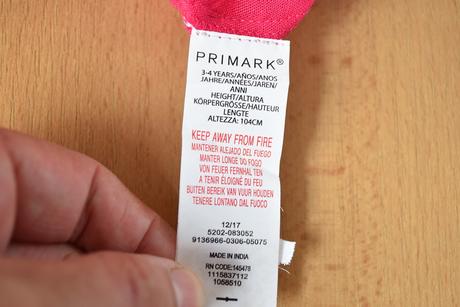 PRIMARK®
3-4 YEARS/AÑOS/ANOS
JAHRE/ANNÉES/JAREN/
ANNI
HEIGHT/ALTURA
KÖRPERGRÖSSE/HAUTEUR
LENGTE
ALTEZZA: 104CM
KEEP AWAY FROM FIRE
MANTENER ALEJADO DEL FUEGO
MANTER LONGE DO FOGO
VON FEUER FERNHALTEN
A TENIR ÉLOIGNÉ DU FEU
BUITEN BEREIK VAN VUUR HOUDEN
TENERE LONTANO DAL FUOCO
12/17
5202-083052
9136966-0306-05075
MADE IN INDIA
RN CODE:145478
1115837112
1058510